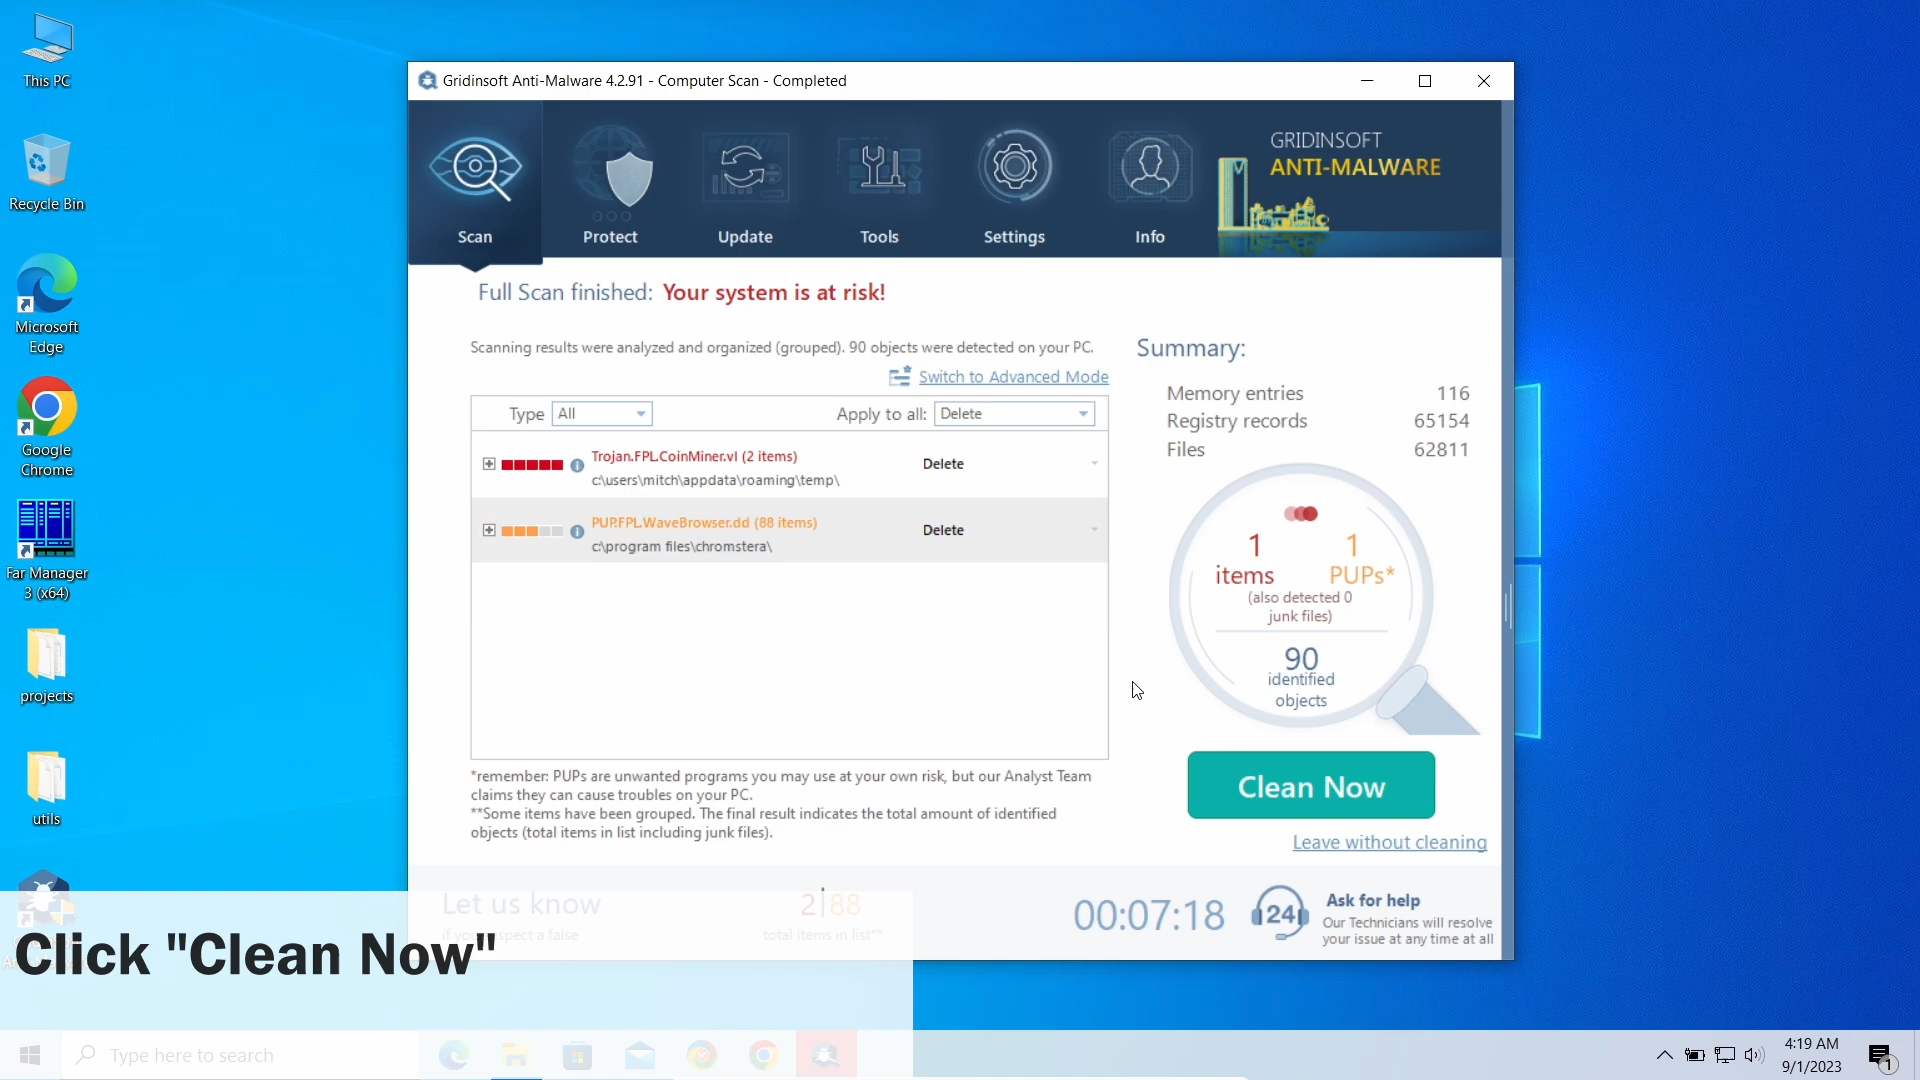 This PC
Recycle Bin
Microsoft
Edge
Google
Chrome
Far Manager
3 (x64)
projects
utils
Gridinsoft Anti-Malware 4.2.91 - Computer Scan - Completed
Scan
Protect
Update
Tools
Settings
Info
GRIDINSOFT
ANTI-MALWARE
Full Scan finished: Your system is at risk!
Scanning results were analyzed and organized (grouped). 90 objects were detected on your PC.
Switch to Advanced Mode
Type All Apply to all: Delete
Trojan.FPL.CoinMiner.vl (2 items)
c:\users\mitch\appdata\roaming\temp\
Delete
PUP.FPL.WaveBrowser.dd (88 items)
c:\program files\chromstera\
Delete
*remember: PUPs are unwanted programs you may use at your own risk, but our Analyst Team
claims they can cause troubles on your PC.
**Some items have been grouped. The final result indicates the total amount of identified
objects (total items in list including junk files).
Summary:
Memory entries 116
Registry records 65154
Files 62811
1 1
items PUPs*
(also detected 0
junk files)
90
identified
objects
Clean Now
Leave without cleaning
Let us know
2 88
total items in list**
00:07:18
24
Ask for help
Our Technicians will resolve
your issue at any time at all
Click "Clean Now"
Type here to search
4:19 AM
9/1/2023
1